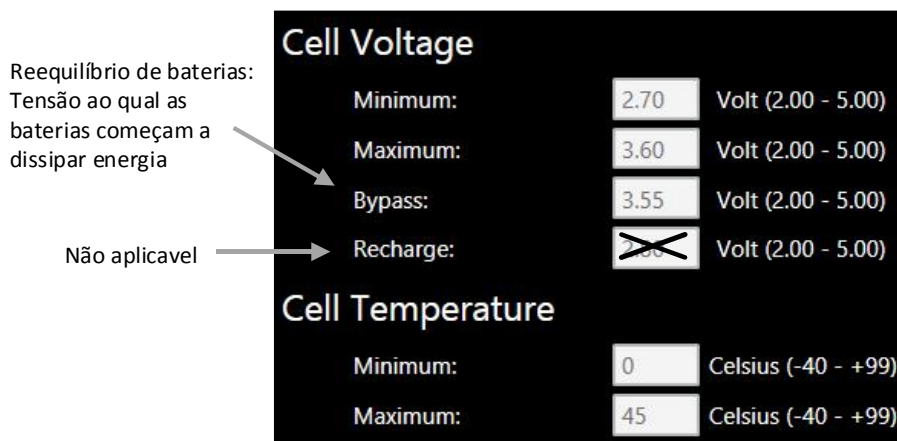 Cell Voltage
Reequilíbrio de baterias:
Tensão ao qual as
baterias começam a
dissipar energia
Minimum: 2.70 Volt (2.00 - 5.00)
Maximum: 3.60 Volt (2.00 - 5.00)
Bypass: 3.55 Volt (2.00 - 5.00)
Não aplicavel
Recharge: Volt (2.00 - 5.00)
Cell Temperature
Minimum: 0 Celsius (-40 - +99)
Maximum: 45 Celsius (-40 - +99)